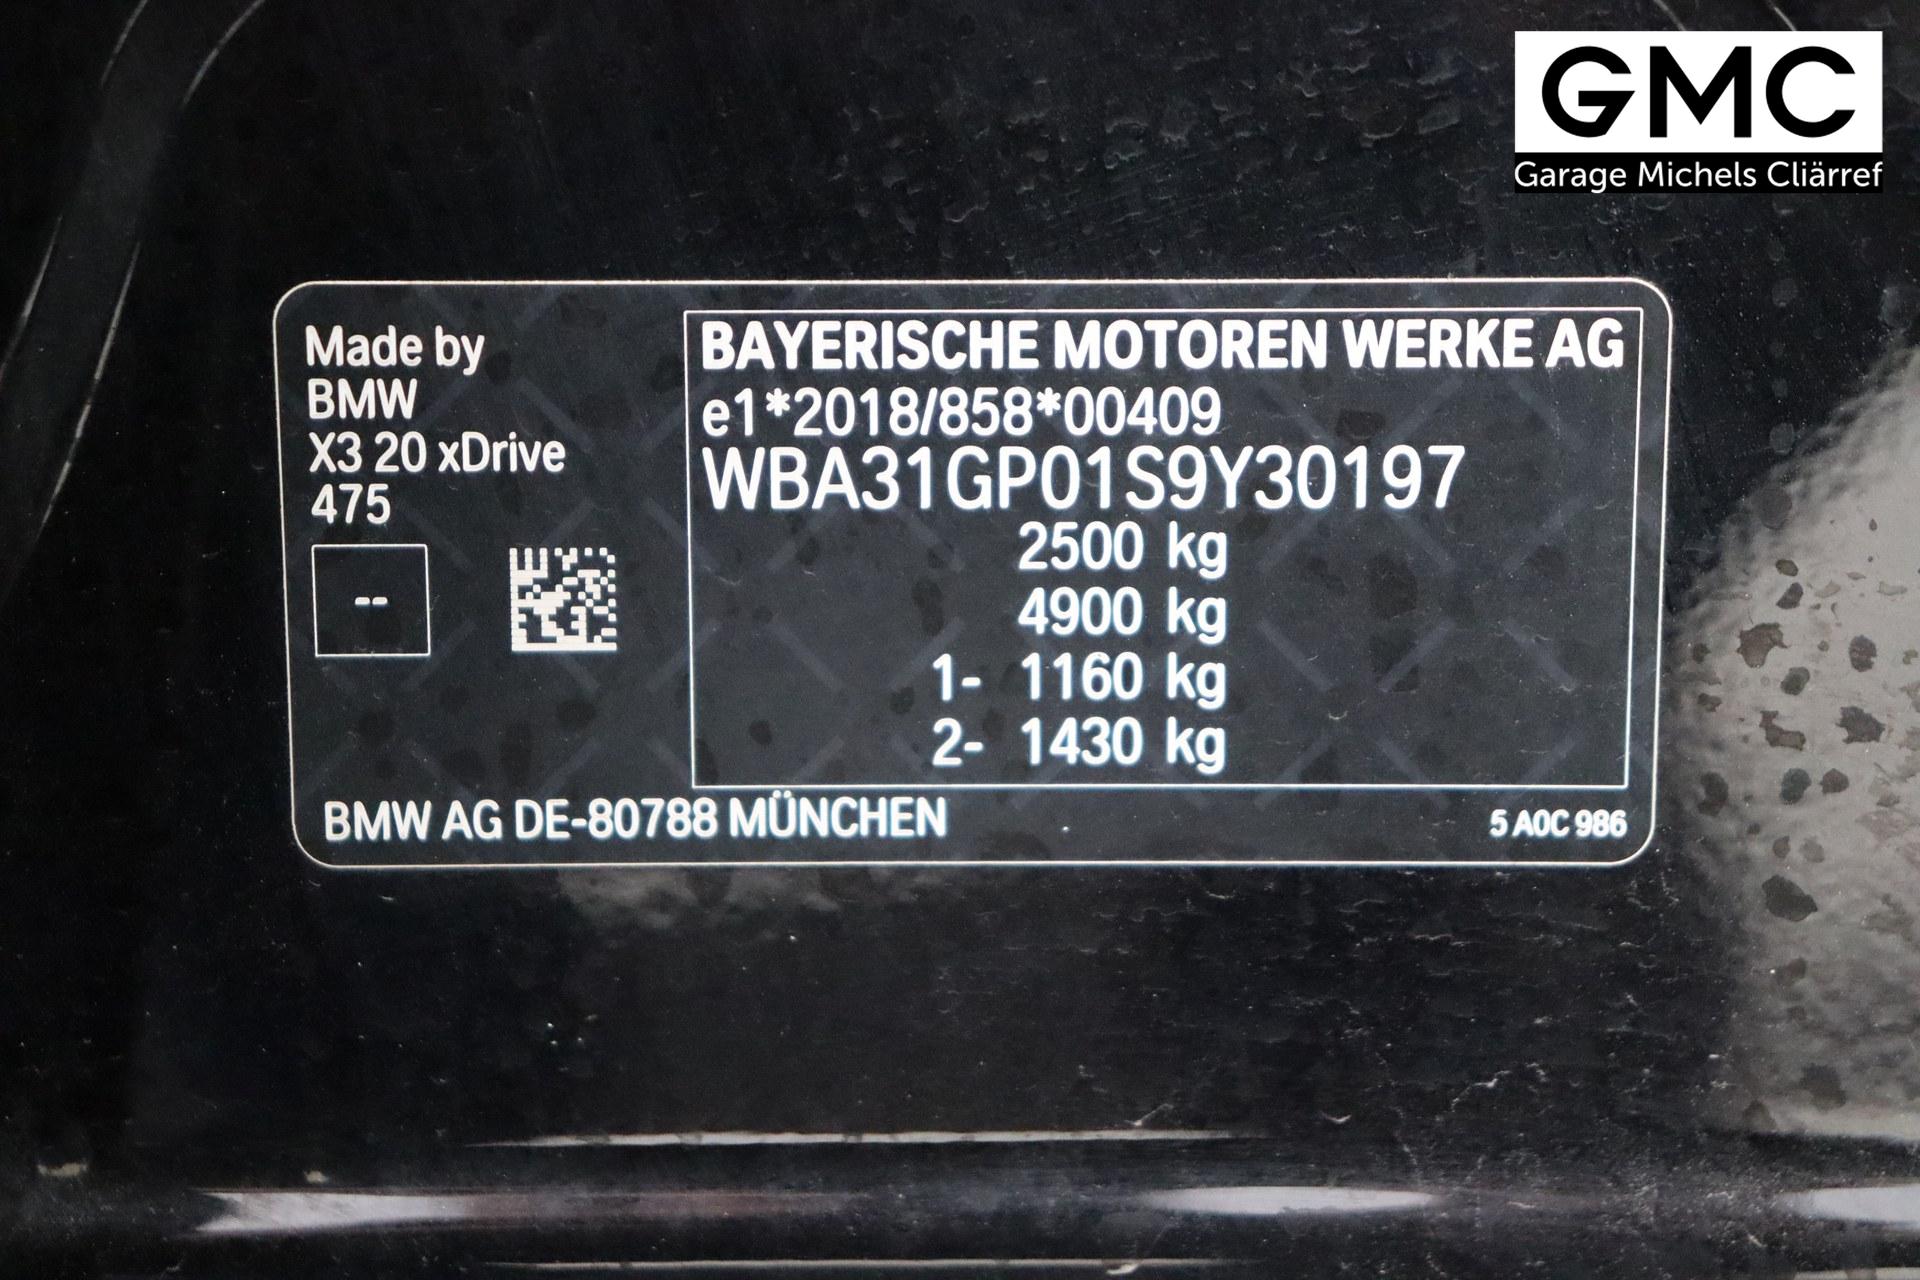 GMC
Garage Michels Cliärref
Made by
BMW
X3 20 xDrive
475
--
BAYERISCHE MOTOREN WERKE AG
e1*2018/858*00409
WBA31GP01S9Y30197
2500 kg
4900 kg
1- 1160 kg
2- 1430 kg
BMW AG DE-80788 MÜNCHEN
5 A0C 986